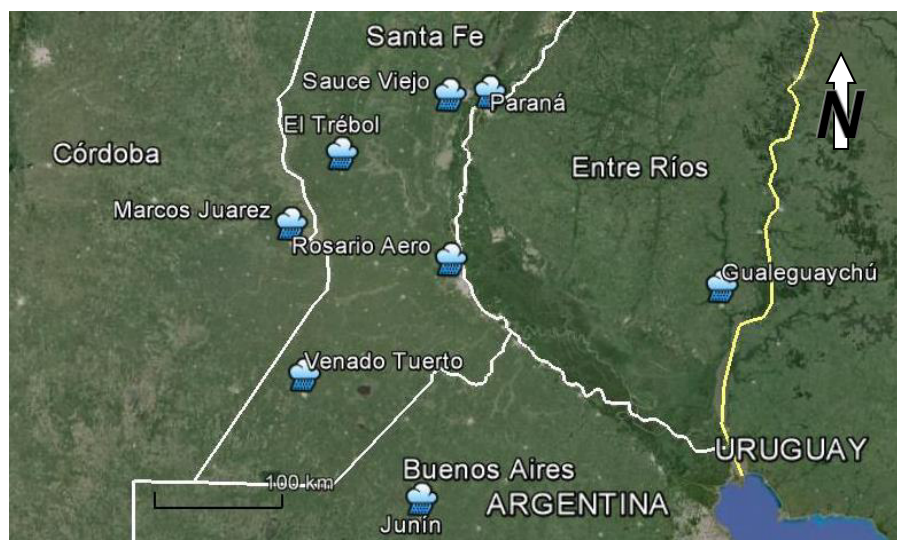 Santa Fe
Sauce Viejo
Paraná
El Trébol
Córdoba
Entre Ríos
Marcos Juarez
Rosario Aero
Gualeguaychú
Venado Tuerto
URUGUAY
Buenos Aires
100 km
ARGENTINA
Junín
N